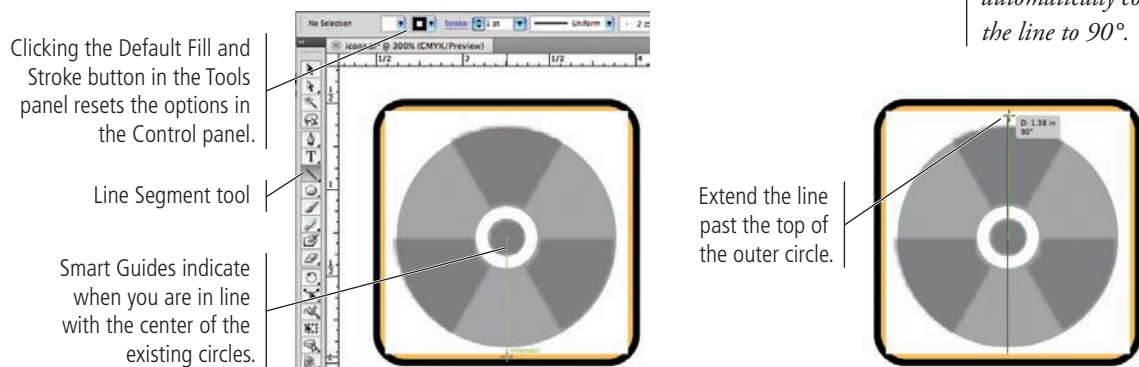 automatically
the line to 90°.
No Selection
Stroke:
1 pt
Uniform
@ 300% (CMYK/Preview)
1/2
3
1/2
4
Clicking the Default Fill and
Stroke button in the Tools
panel resets the options in
the Control panel.
Line Segment tool
Smart Guides indicate
when you are in line
with the center of the
existing circles.
intersect
D: 1.38 in
90°
Extend the line
past the top of
the outer circle.